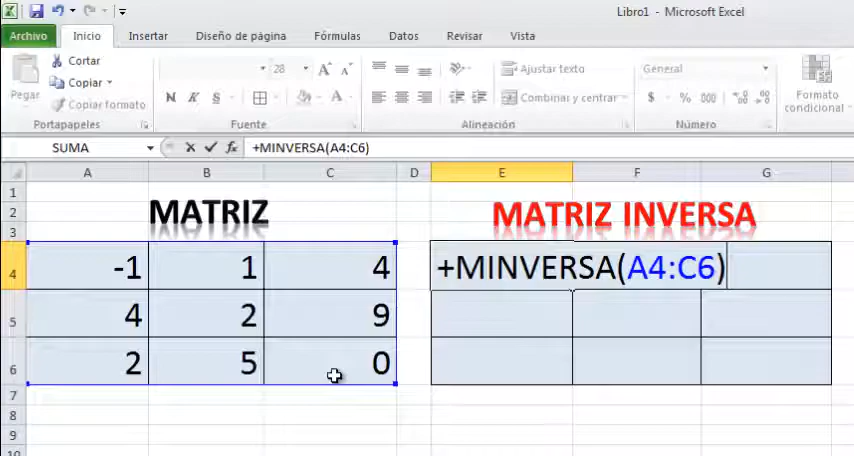 Libro1 - Microsoft Excel
Archivo Inicio Insertar Diseño de página Fórmulas Datos Revisar Vista
Pegar
Cortar
Copiar
Copiar formato
Portapapeles
28 A A
N K S A
Fuente
Ajustar texto
Combinar y centrar
Alineación
General
$ % 000
Número
Formato
condicional
SUMA fx +MINVERSA(A4:C6)
A B C D E F G
1
2 MATRIZ MATRIZ INVERSA
3
4 -1 1 4 +MINVERSA(A4:C6)
5 4 2 9
6 2 5 0
7
8
9
10